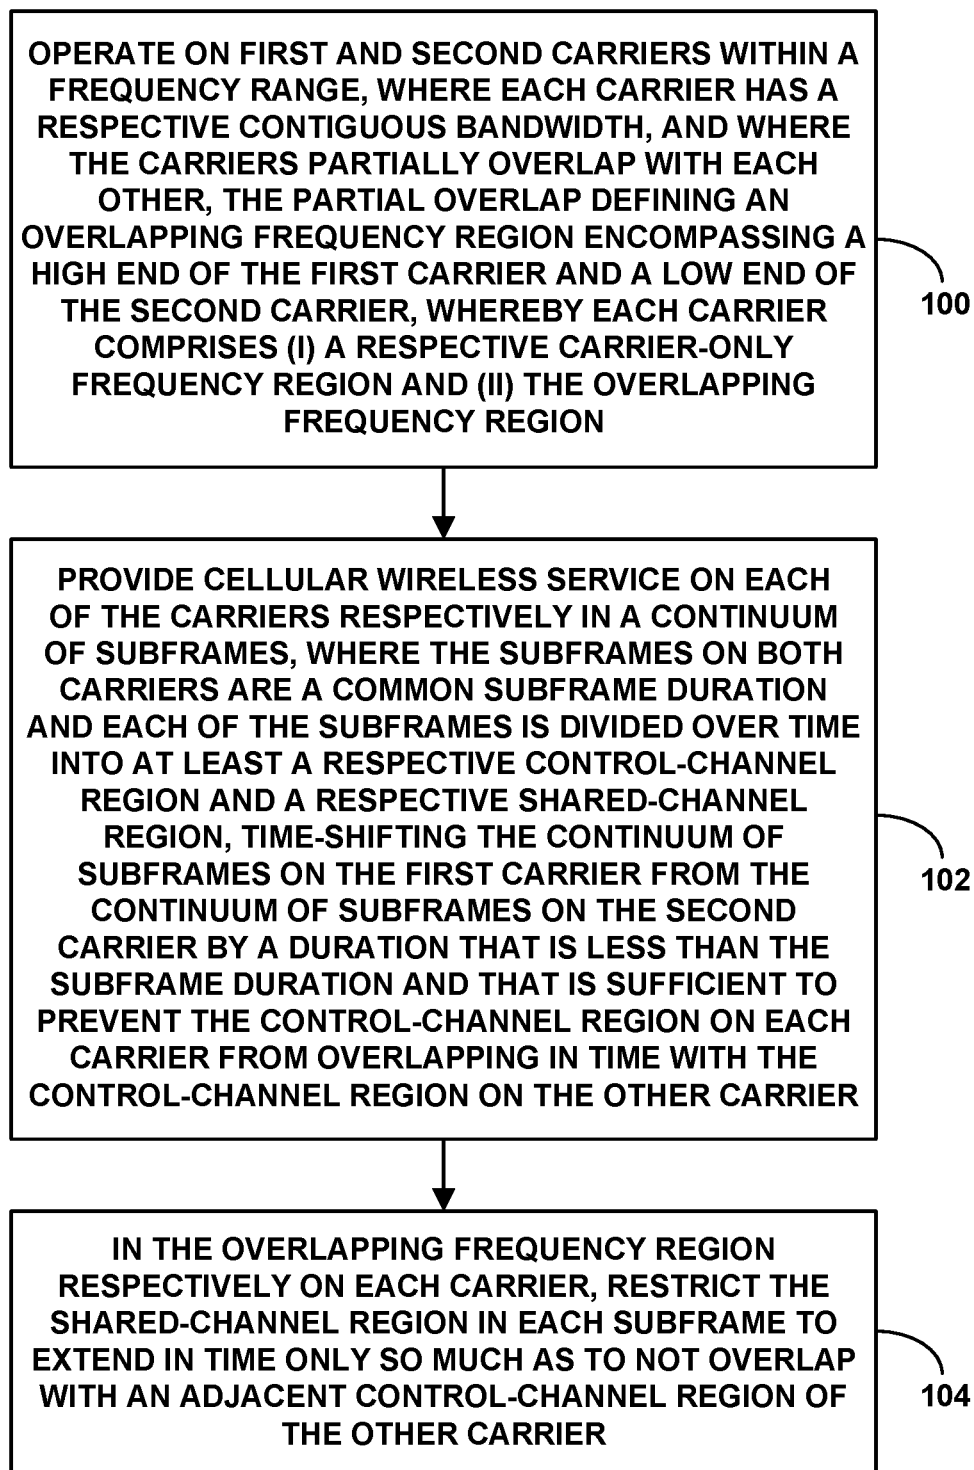 OPERATE ON FIRST AND SECOND CARRIERS WITHIN A
FREQUENCY RANGE, WHERE EACH CARRIER HAS A
RESPECTIVE CONTIGUOUS BANDWIDTH, AND WHERE
THE CARRIERS PARTIALLY OVERLAP WITH EACH
OTHER, THE PARTIAL OVERLAP DEFINING AN
OVERLAPPING FREQUENCY REGION ENCOMPASSING A
HIGH END OF THE FIRST CARRIER AND A LOW END OF
THE SECOND CARRIER, WHEREBY EACH CARRIER
COMPRISES (I) A RESPECTIVE CARRIER-ONLY
FREQUENCY REGION AND (II) THE OVERLAPPING
FREQUENCY REGION
100
PROVIDE CELLULAR WIRELESS SERVICE ON EACH
OF THE CARRIERS RESPECTIVELY IN A CONTINUUM
OF SUBFRAMES, WHERE THE SUBFRAMES ON BOTH
CARRIERS ARE A COMMON SUBFRAME DURATION
AND EACH OF THE SUBFRAMES IS DIVIDED OVER TIME
INTO AT LEAST A RESPECTIVE CONTROL-CHANNEL
REGION AND A RESPECTIVE SHARED-CHANNEL
REGION, TIME-SHIFTING THE CONTINUUM OF
SUBFRAMES ON THE FIRST CARRIER FROM THE
CONTINUUM OF SUBFRAMES ON THE SECOND
CARRIER BY A DURATION THAT IS LESS THAN THE
SUBFRAME DURATION AND THAT IS SUFFICIENT TO
PREVENT THE CONTROL-CHANNEL REGION ON EACH
CARRIER FROM OVERLAPPING IN TIME WITH THE
CONTROL-CHANNEL REGION ON THE OTHER CARRIER
102
IN THE OVERLAPPING FREQUENCY REGION
RESPECTIVELY ON EACH CARRIER, RESTRICT THE
SHARED-CHANNEL REGION IN EACH SUBFRAME TO
EXTEND IN TIME ONLY SO MUCH AS TO NOT OVERLAP
WITH AN ADJACENT CONTROL-CHANNEL REGION OF
THE OTHER CARRIER
104